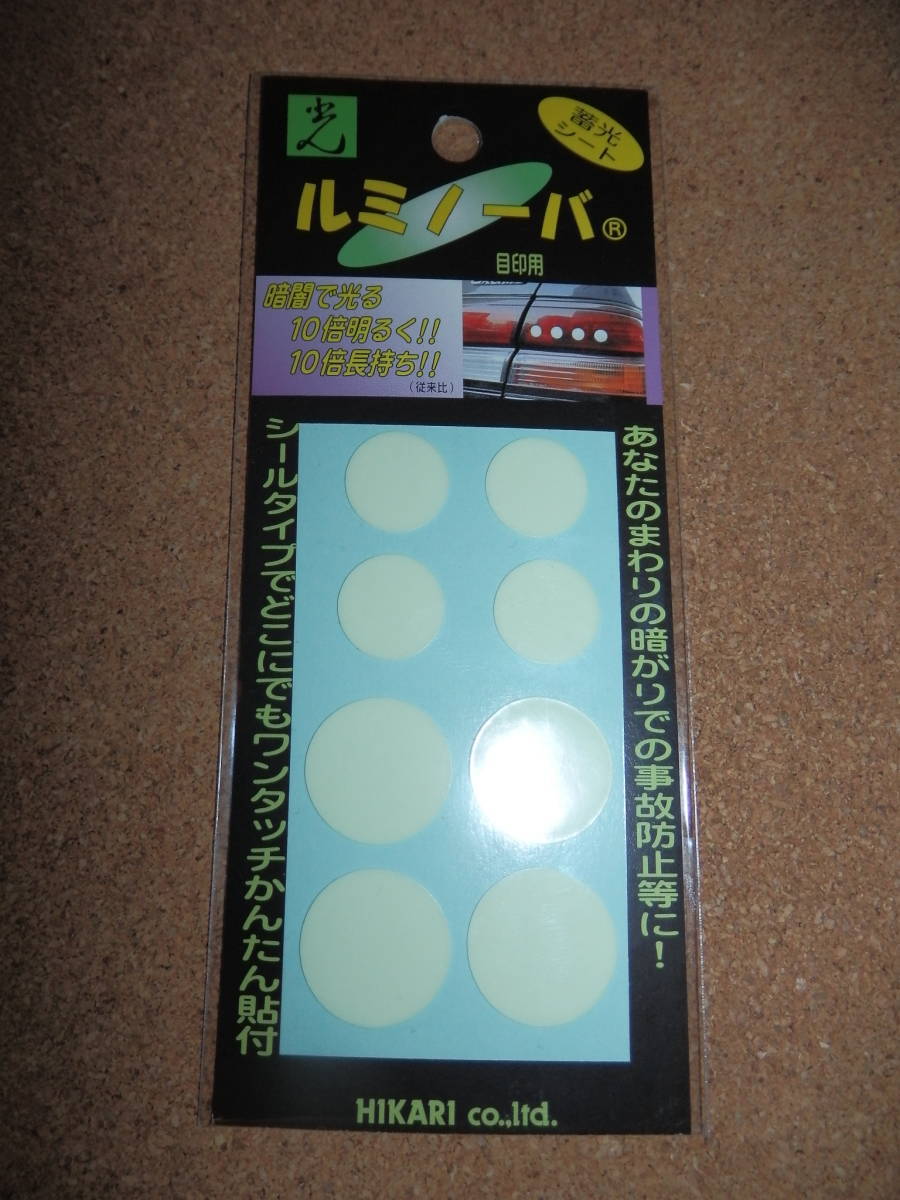 光
蓄光
シート
ルミノーバ®
目印用
暗闇で光る
10倍明るく!!
10倍長持ち!!
(従来比)
あなたのまわりの暗がりでの事故防止等に!
シールタイプでどこにでもワンタッチかんたん貼付
HIKARI co.,ltd.